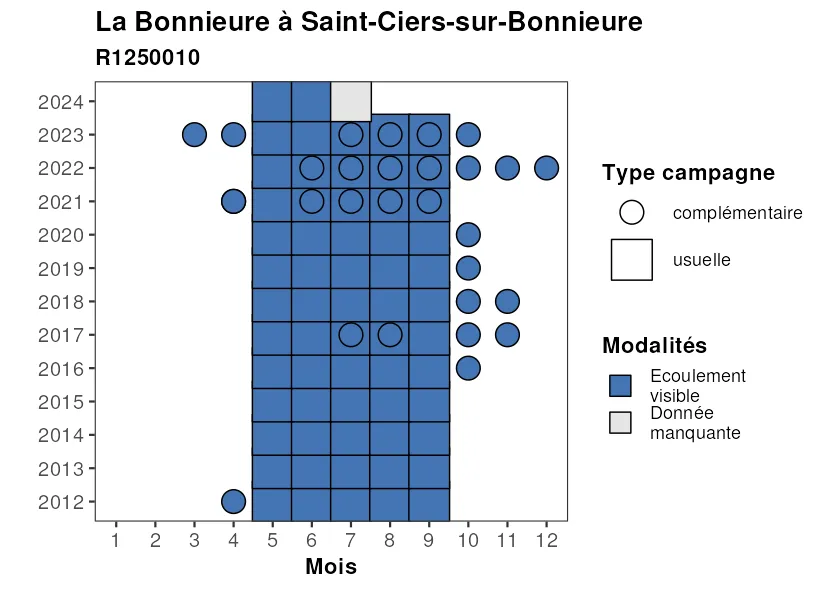 La Bonnieure à Saint-Ciers-sur-Bonnieure
R1250010
2024
2023
2022
2021
2020
2019
2018
2017
2016
2015
2014
2013
2012
1 2 3 4 5 6 7 8 9 10 11 12
Mois
Type campagne
complémentaire
usuelle
Modalités
Ecoulement
visible
Donnée
manquante